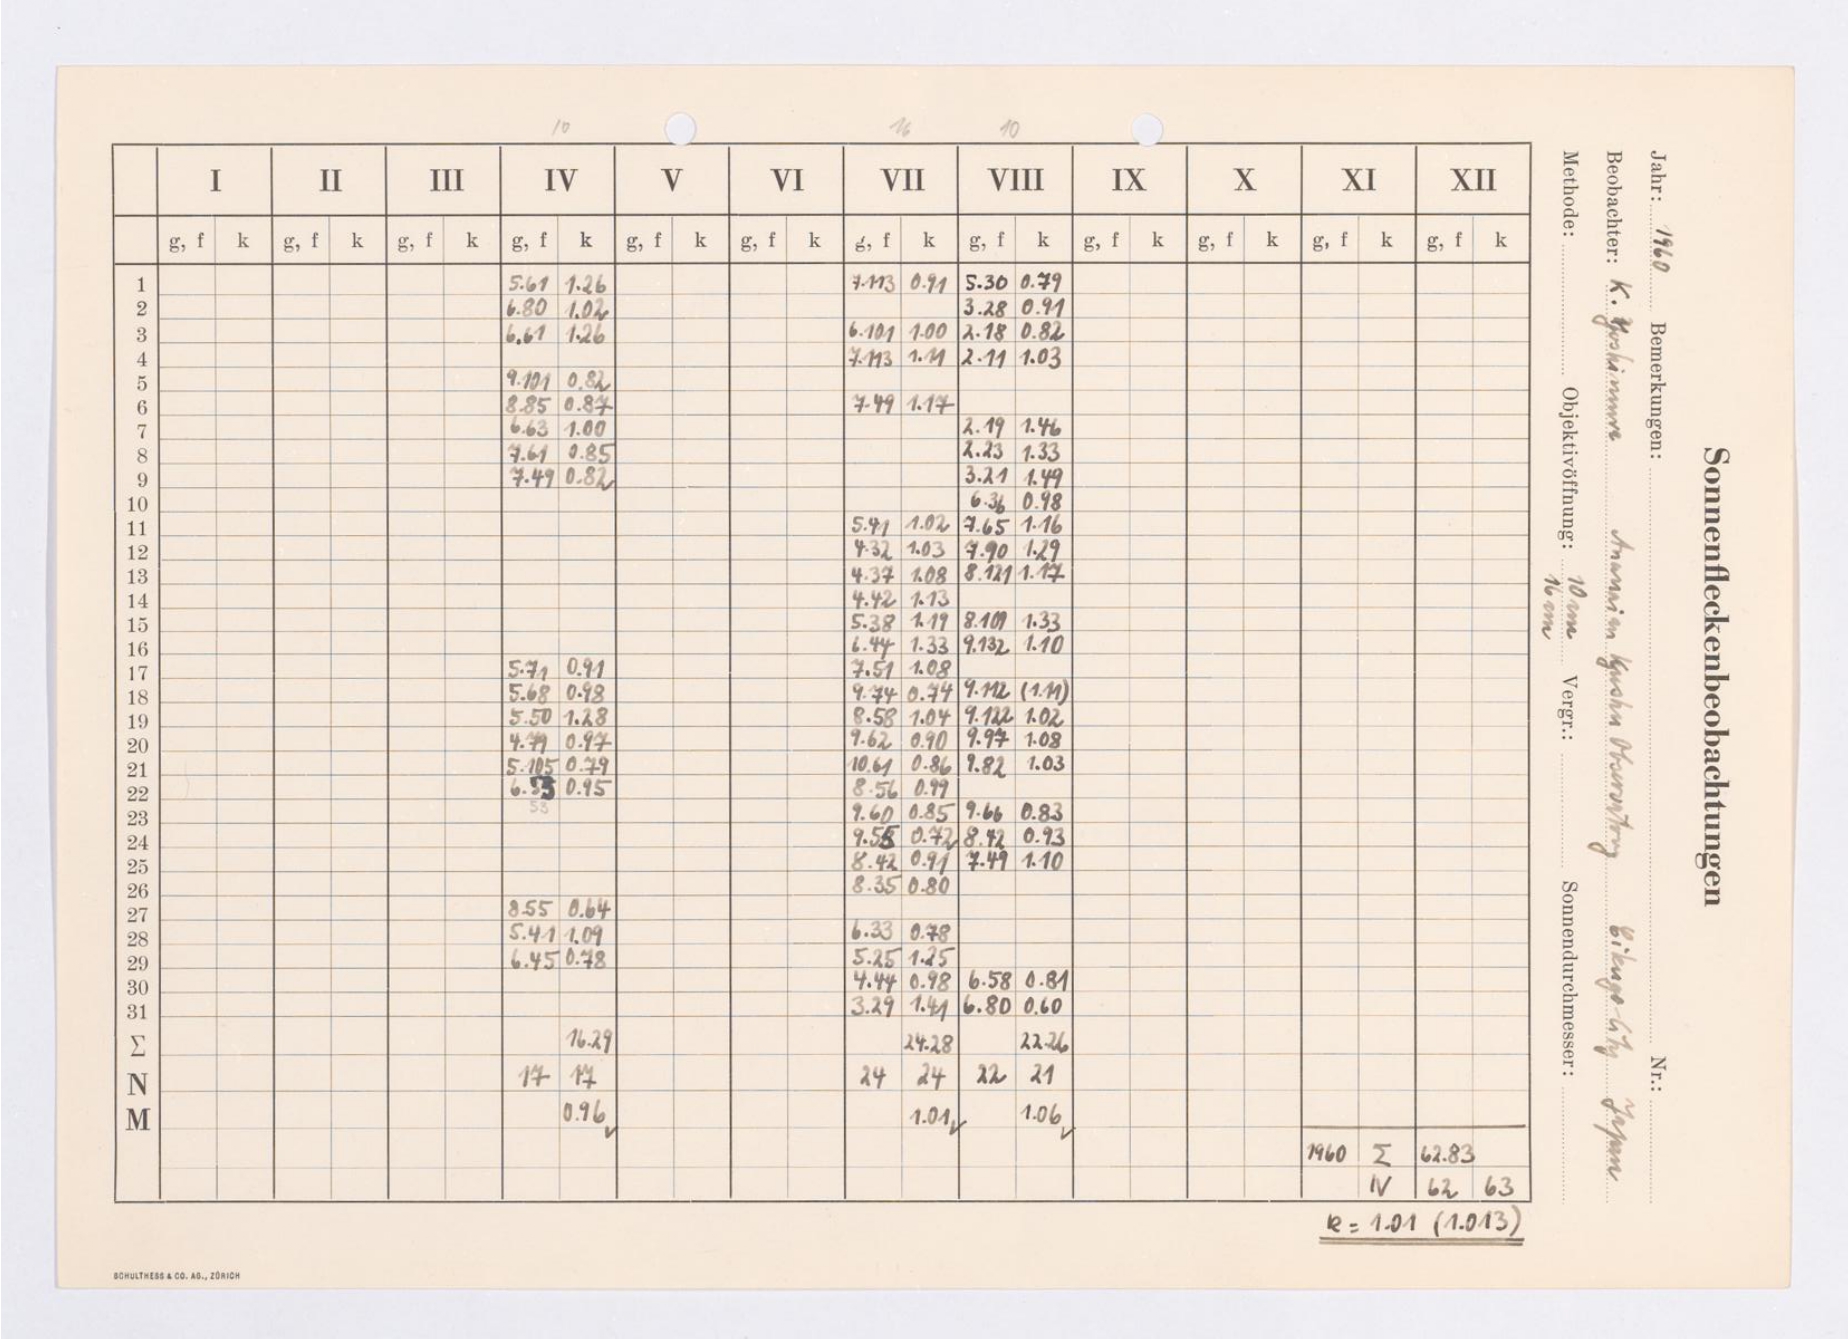 10 16 10
I II III IV V VI VII VIII IX X XI XII
g, f k g, f k g, f k g, f k g, f k g, f k g, f k g, f k g, f k g, f k g, f k g, f k
1 5.61 1.26 7.113 0.91 5.30 0.79
2 6.80 1.02 3.28 0.91
3 6.61 1.26 6.101 1.00 2.18 0.82
4 7.113 1.11 2.11 1.03
5 9.101 0.82
6 8.85 0.87 7.49 1.17
7 6.63 1.00 2.19 1.46
8 7.61 0.85 2.23 1.33
9 7.49 0.82 3.21 1.49
10 6.36 0.98
11 5.41 1.02 7.65 1.16
12 4.32 1.03 7.90 1.29
13 4.37 1.08 8.121 1.17
14 4.42 1.13
15 5.38 1.19 8.101 1.33
16 6.44 1.33 9.132 1.10
17 5.71 0.91 7.51 1.08
18 5.68 0.98 9.74 0.74 9.112 (1.11)
19 5.50 1.28 8.58 1.04 9.122 1.02
20 4.79 0.97 9.62 0.90 9.97 1.08
21 5.105 0.79 10.61 0.86 9.82 1.03
22 6.53 0.95 8.56 0.99
53
23 9.60 0.85 9.66 0.83
24 9.55 0.72 8.42 0.93
25 8.42 0.91 7.49 1.10
26 8.35 0.80
27 8.55 0.64
28 5.41 1.09 6.33 0.78
29 6.45 0.78 5.25 1.25
30 4.44 0.98 6.58 0.81
31 3.29 1.41 6.80 0.60
Σ 16.29 24.28 22.26
N 17 17 24 24 22 21
M 0.96 1.01 1.06
1960 Σ 62.83
N 62 63
k = 1.01 (1.013)
SCHULTHESS & CO. AG., ZÜRICH
Sonnenfleckenbeobachtungen
Jahr: 1960 Bemerkungen: Nr.:
Beobachter: K. Kyushu Observatory Japan
Methode: Objektivöffnung: 10 cm Vergr.: Sonnendurchmesser:
16 cm